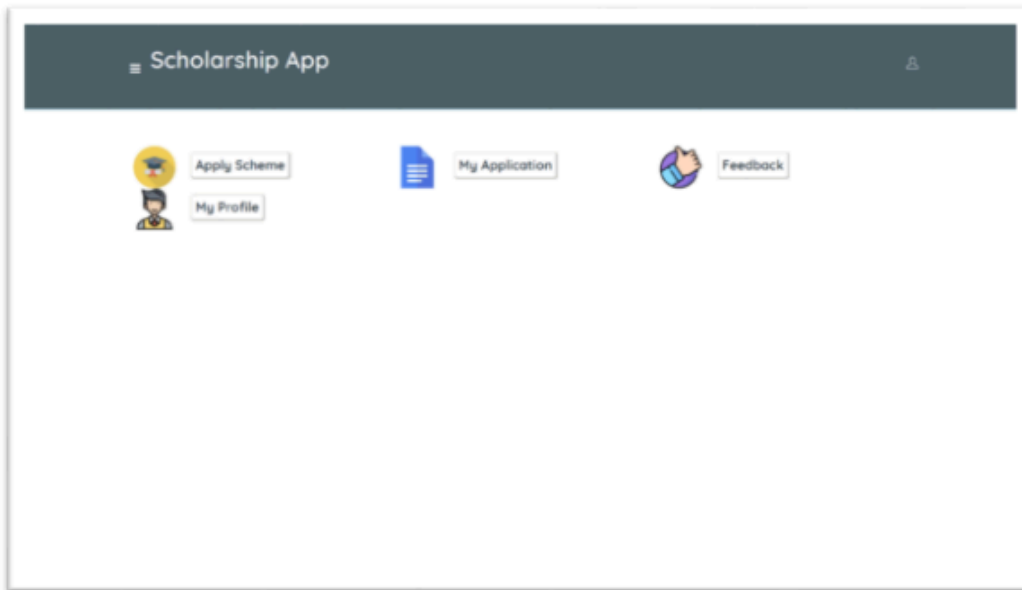 Scholarship App
Apply Scheme
My Application
Feedback
My Profile